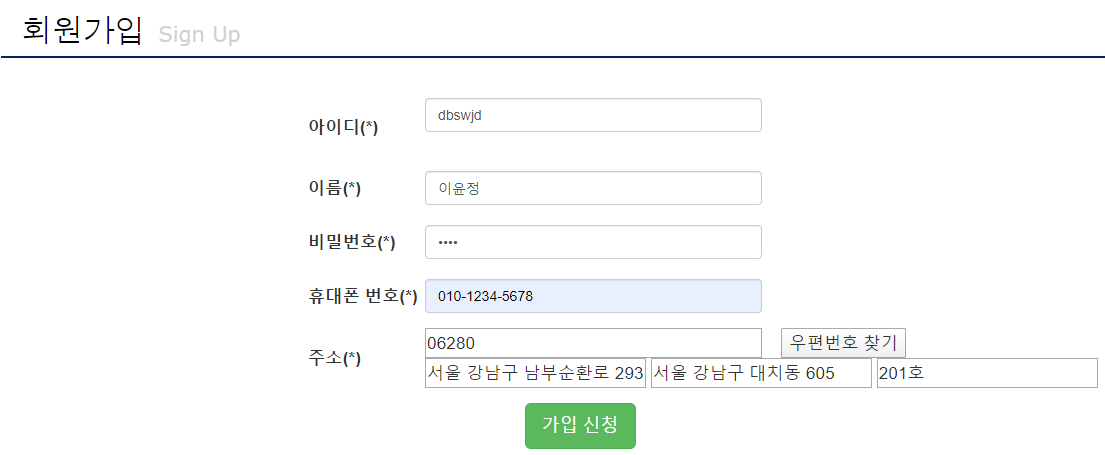 회원가입 Sign Up
아이디(*) dbswjd
이름(*) 이윤정
비밀번호(*) ••••
휴대폰 번호(*) 010-1234-5678
주소(*) 06280 우편번호 찾기
서울 강남구 남부순환로 293 서울 강남구 대치동 605 201호
가입 신청